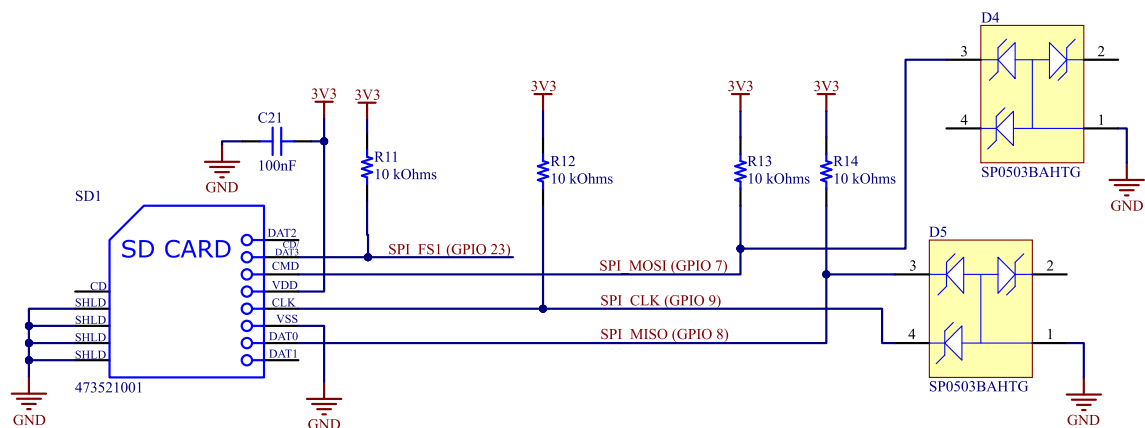 D4
3
2
4
1
SP0503BAHTG
GND
3V3
3V3
3V3
3V3
3V3
C21
100nF
GND
R11
10 kOhms
R12
10 kOhms
R13
10 kOhms
R14
10 kOhms
SD1
SD CARD
DAT2
CD
DAT3
CMD
VDD
CLK
VSS
DAT0
DAT1
CD
SHLD
SHLD
SHLD
SHLD
473521001
GND
GND
SPI_FS1 (GPIO 23)
SPI_MOSI (GPIO 7)
SPI_CLK (GPIO 9)
SPI_MISO (GPIO 8)
D5
3
2
4
1
SP0503BAHTG
GND